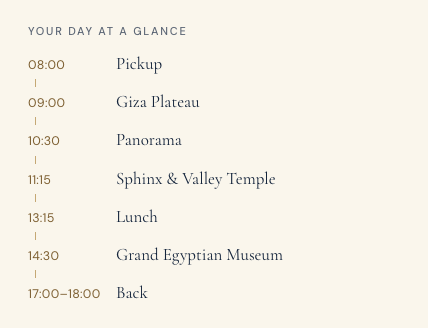 YOUR DAY AT A GLANCE
08:00 Pickup
09:00 Giza Plateau
10:30 Panorama
11:15 Sphinx & Valley Temple
13:15 Lunch
14:30 Grand Egyptian Museum
17:00–18:00 Back